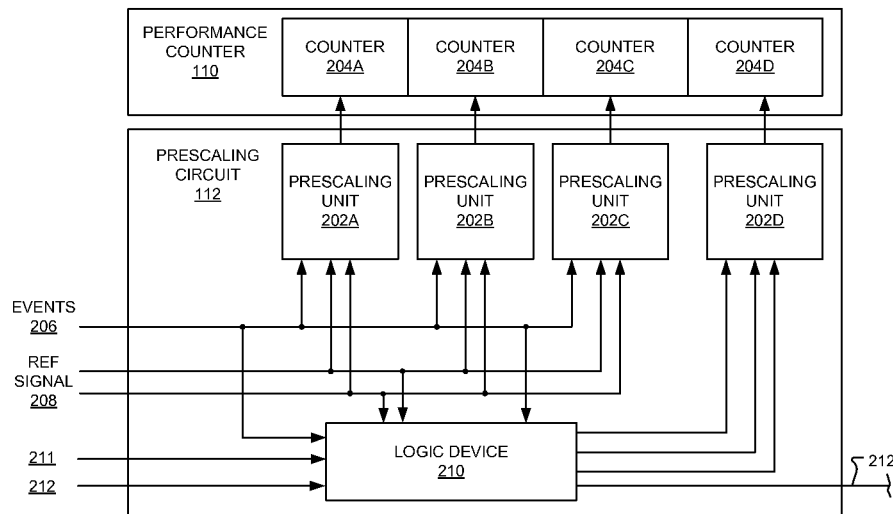 PERFORMANCE
COUNTER
110
COUNTER
204A
COUNTER
204B
COUNTER
204C
COUNTER
204D
PRESCALING
CIRCUIT
112
PRESCALING
UNIT
202A
PRESCALING
UNIT
202B
PRESCALING
UNIT
202C
PRESCALING
UNIT
202D
EVENTS
206
REF
SIGNAL
208
211
212
LOGIC DEVICE
210
212